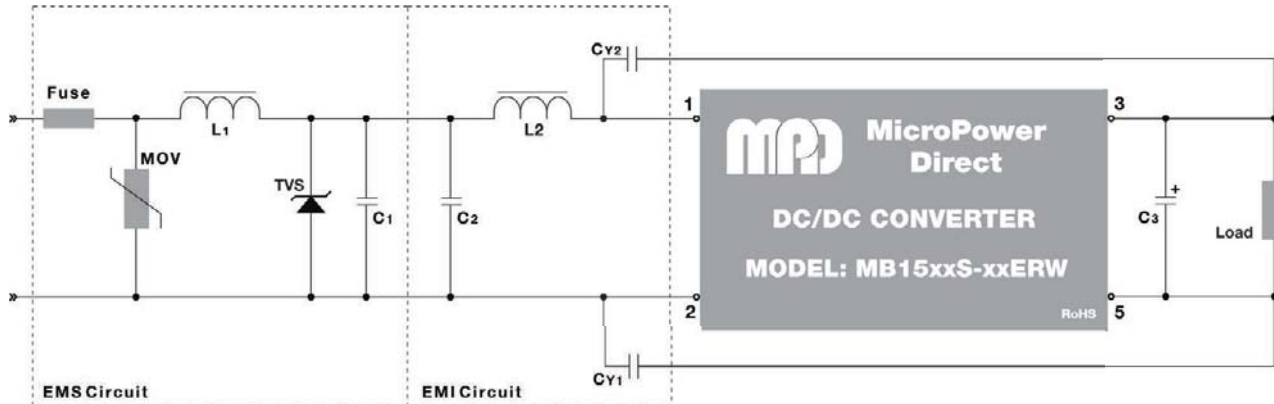 CY2
Fuse
1
3
L1
L2
MPD
MicroPower
Direct
MOV
TVS
C1
C2
DC/DC CONVERTER
C3
+
Load
MODEL: MB15xxS-xxERW
2
5
RoHS
CY1
EMS Circuit
EMI Circuit